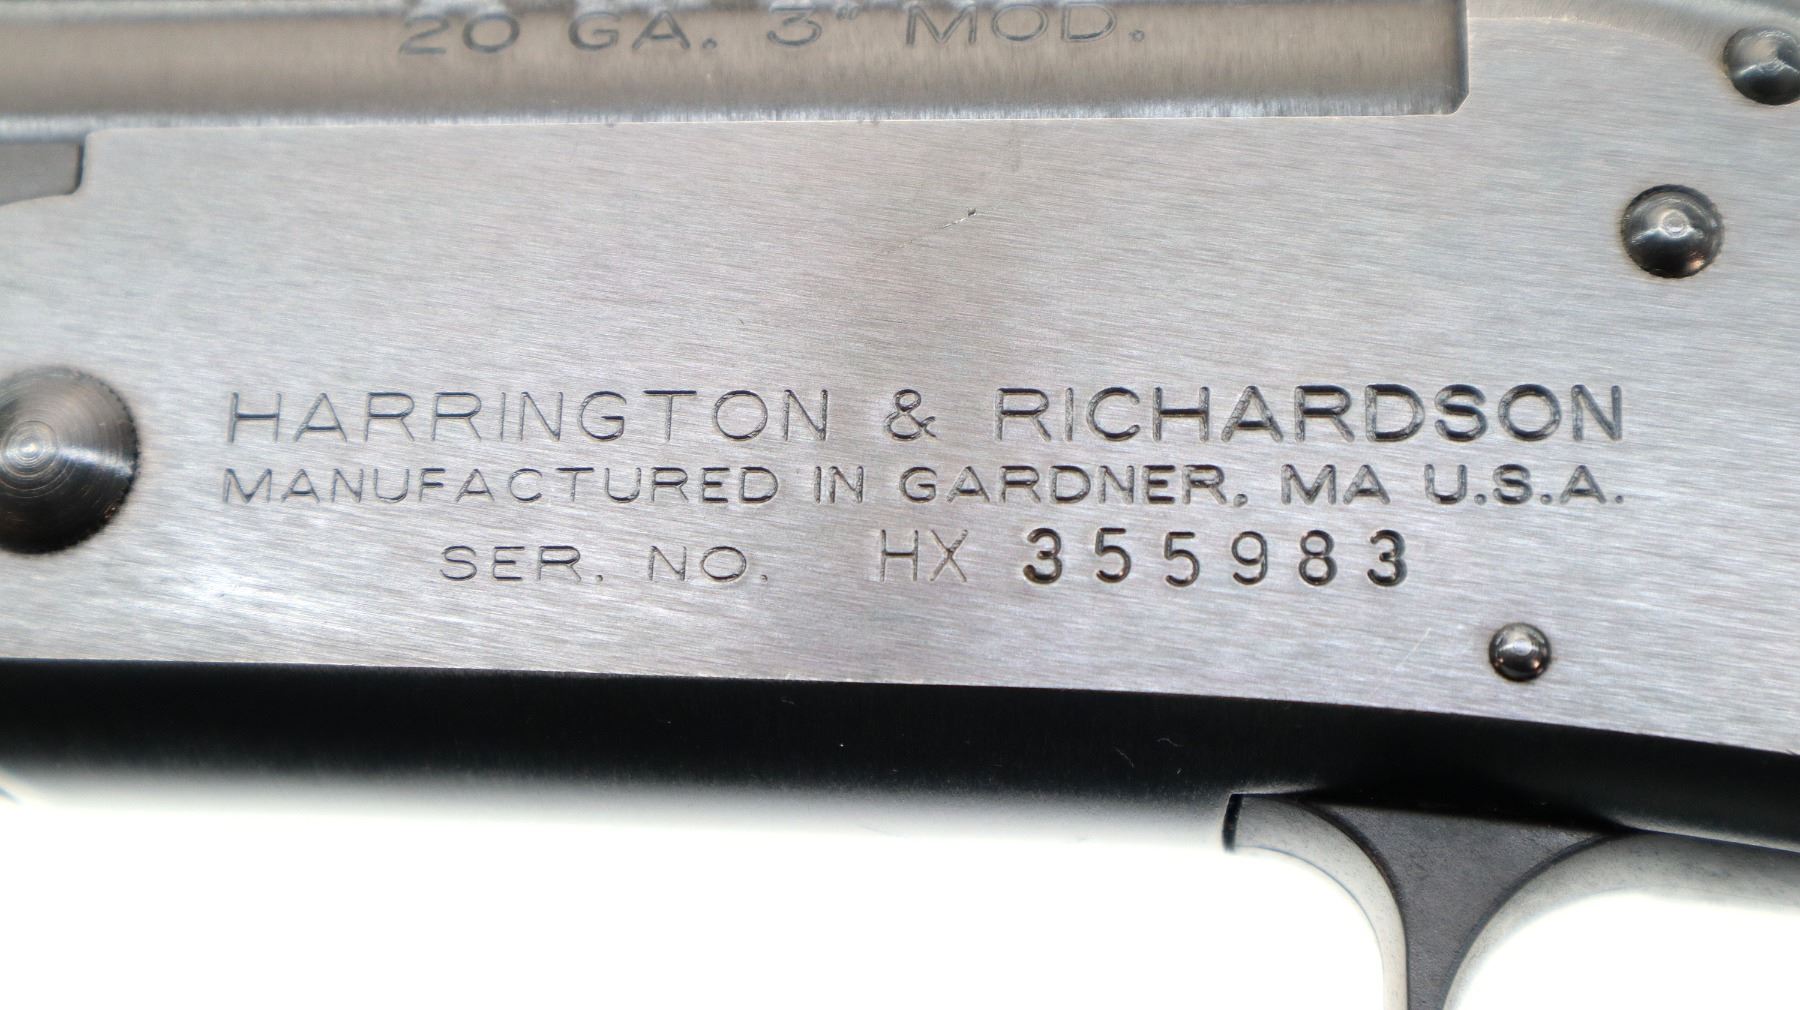 20 GA. 3" MOD.
HARRINGTON & RICHARDSON
MANUFACTURED IN GARDNER, MA U.S.A.
SER. NO. HX 355983